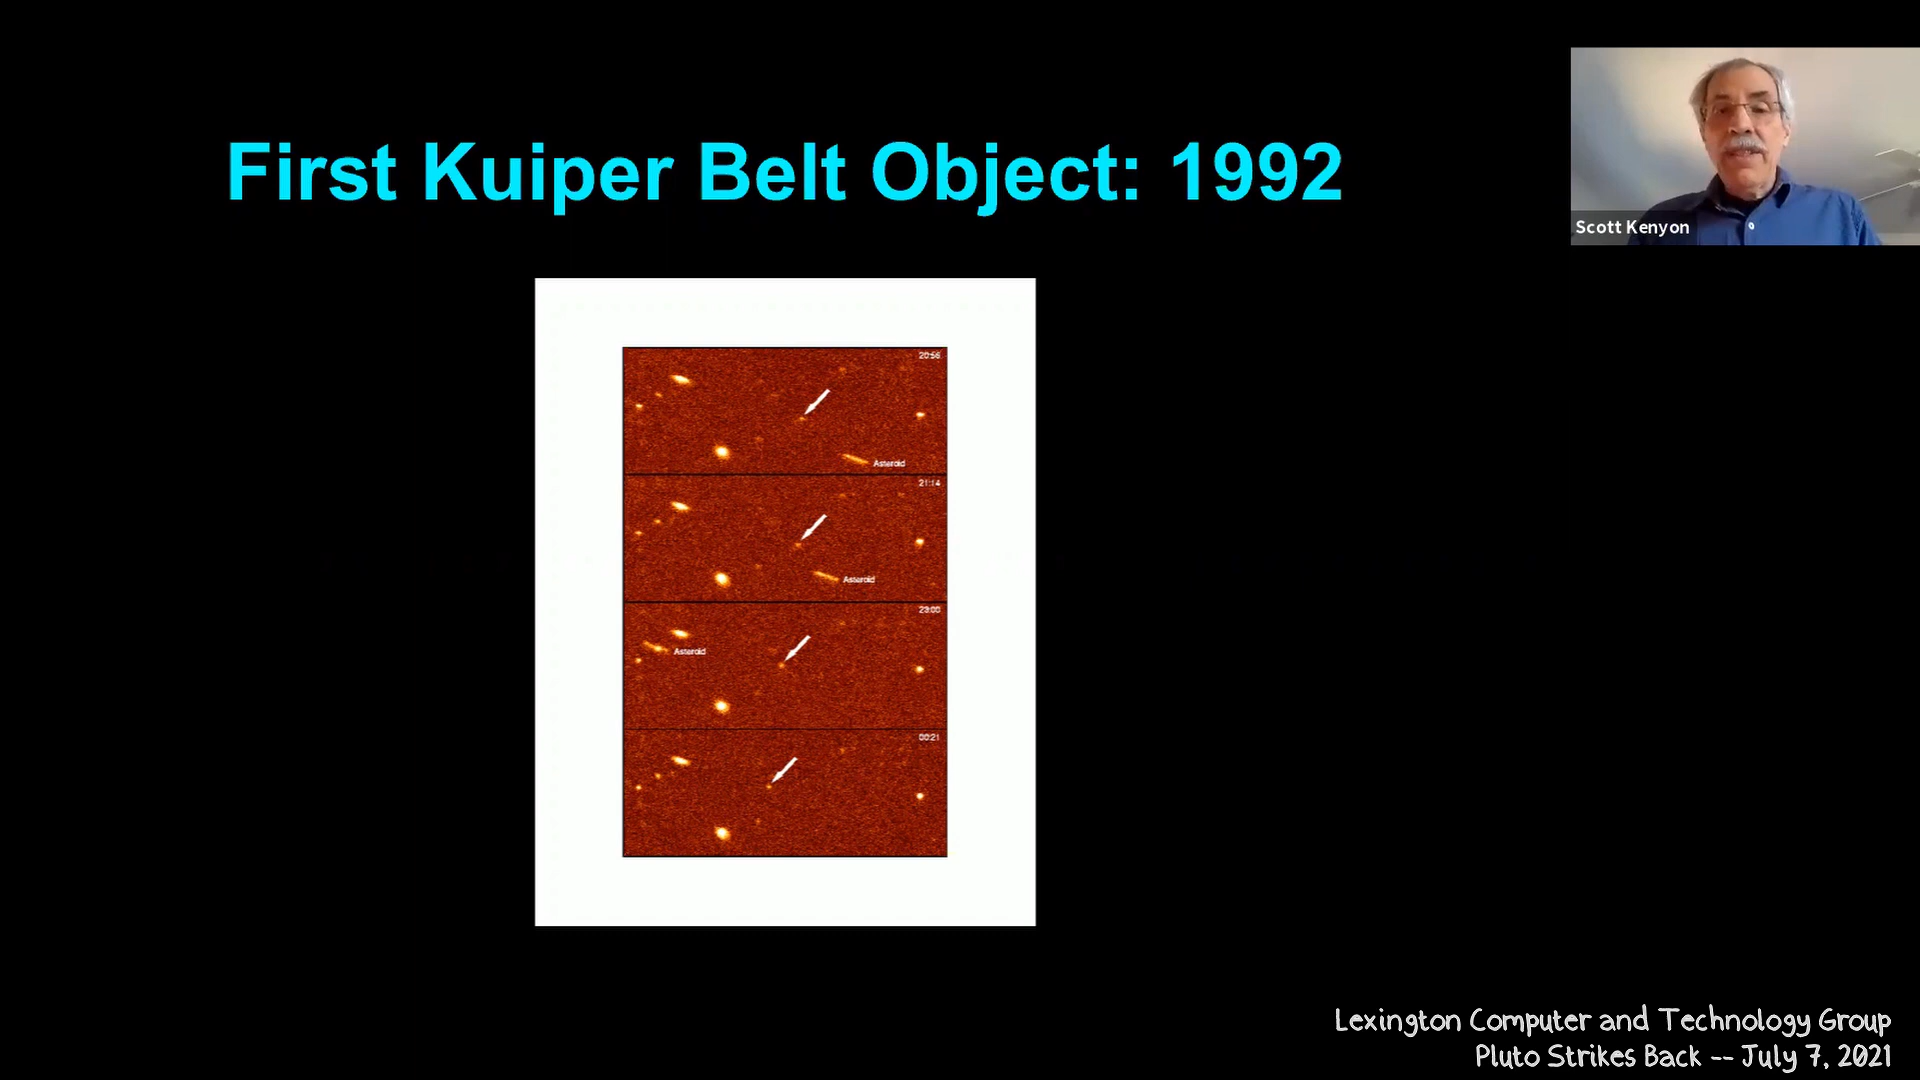 First Kuiper Belt Object: 1992
Scott Kenyon
20:56
Asteroid
21:14
Asteroid
23:00
Asteroid
00:21
Lexington Computer and Technology Group
Pluto Strikes Back -- July 7, 2021